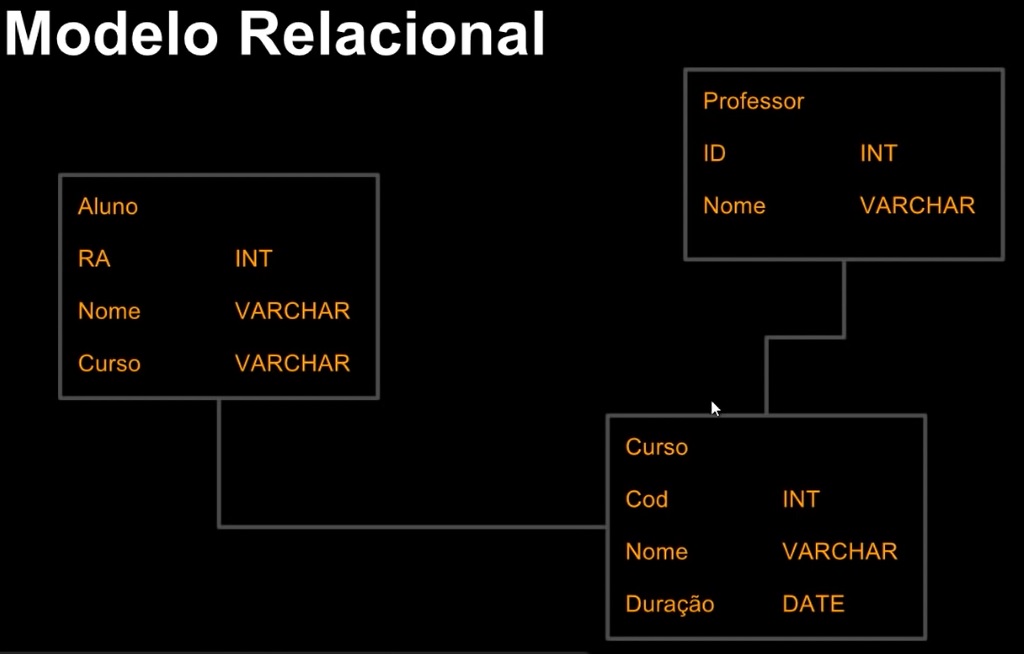 Modelo Relacional
Professor
ID INT
Nome VARCHAR
Aluno
RA INT
Nome VARCHAR
Curso VARCHAR
Curso
Cod INT
Nome VARCHAR
Duração DATE